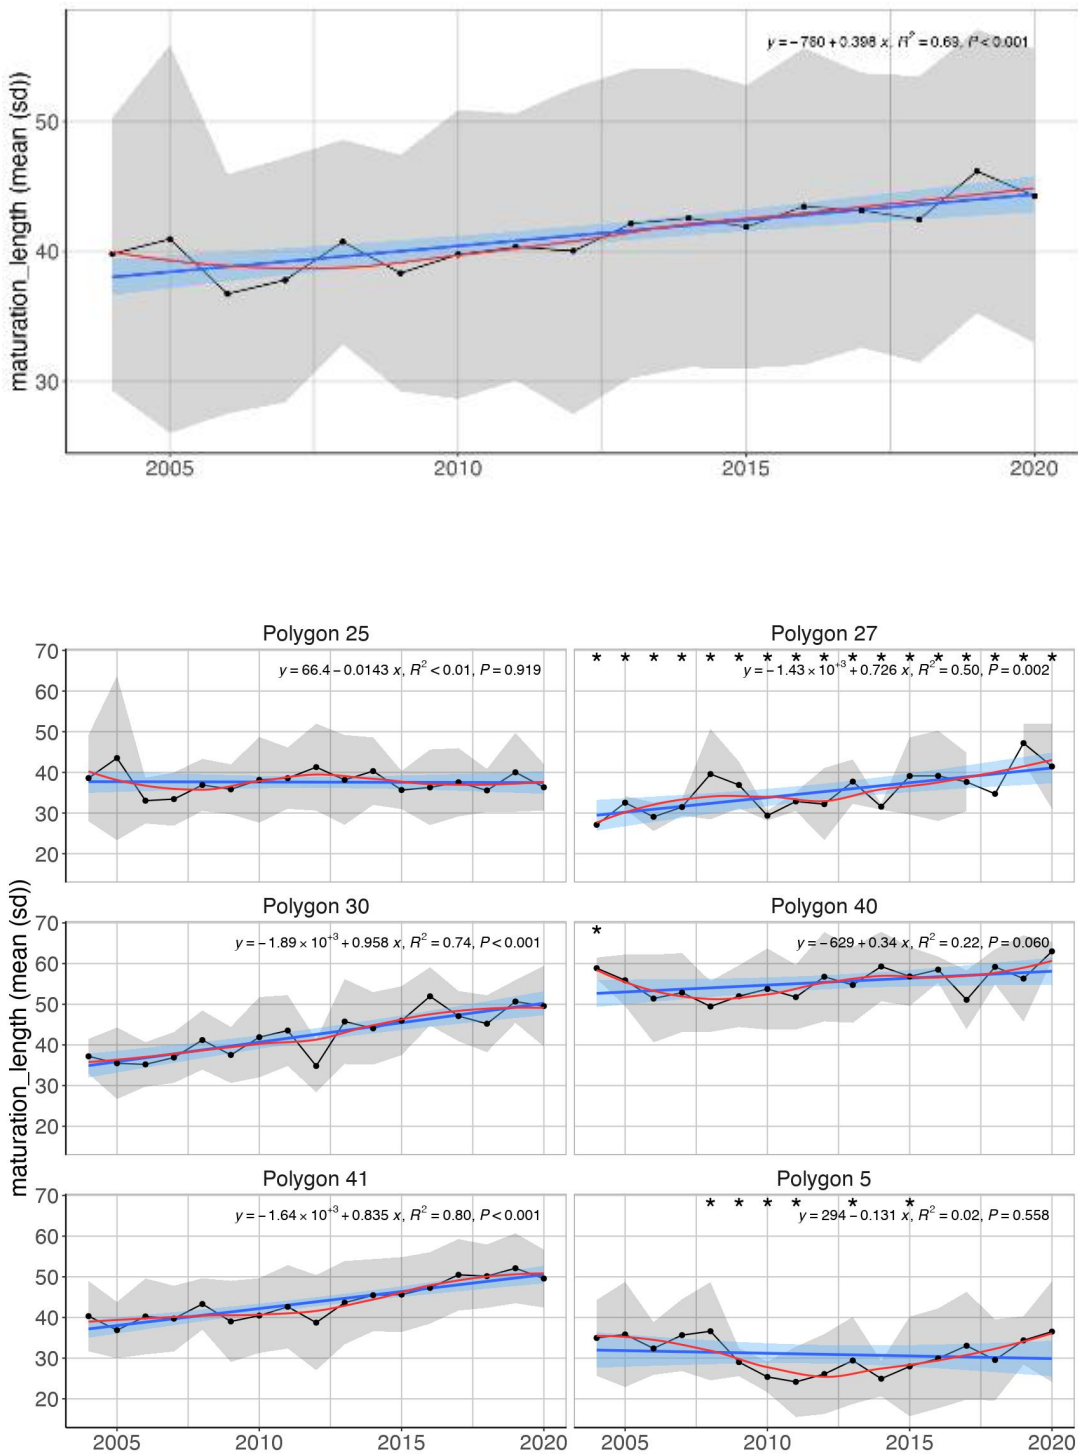 y = −760 + 0.398 x, R² = 0.69, P < 0.001
maturation_length (mean (sd))
50
40
30
2005 2010 2015 2020
Polygon 25 Polygon 27
70 * * * * * * * * * * * * * * * * *
y = 66.4 − 0.0143 x, R² < 0.01, P = 0.919 y = −1.43 × 10⁺³ + 0.726 x, R² = 0.50, P = 0.002
60
50
40
30
20
maturation_length (mean (sd))
Polygon 30 Polygon 40
70 *
y = −1.89 × 10⁺³ + 0.958 x, R² = 0.74, P < 0.001 y = −629 + 0.34 x, R² = 0.22, P = 0.060
60
50
40
30
20
Polygon 41 Polygon 5
70 * * * * * *
y = −1.64 × 10⁺³ + 0.835 x, R² = 0.80, P < 0.001 y = 294 − 0.131 x, R² = 0.02, P = 0.558
60
50
40
30
20
2005 2010 2015 2020 2005 2010 2015 2020